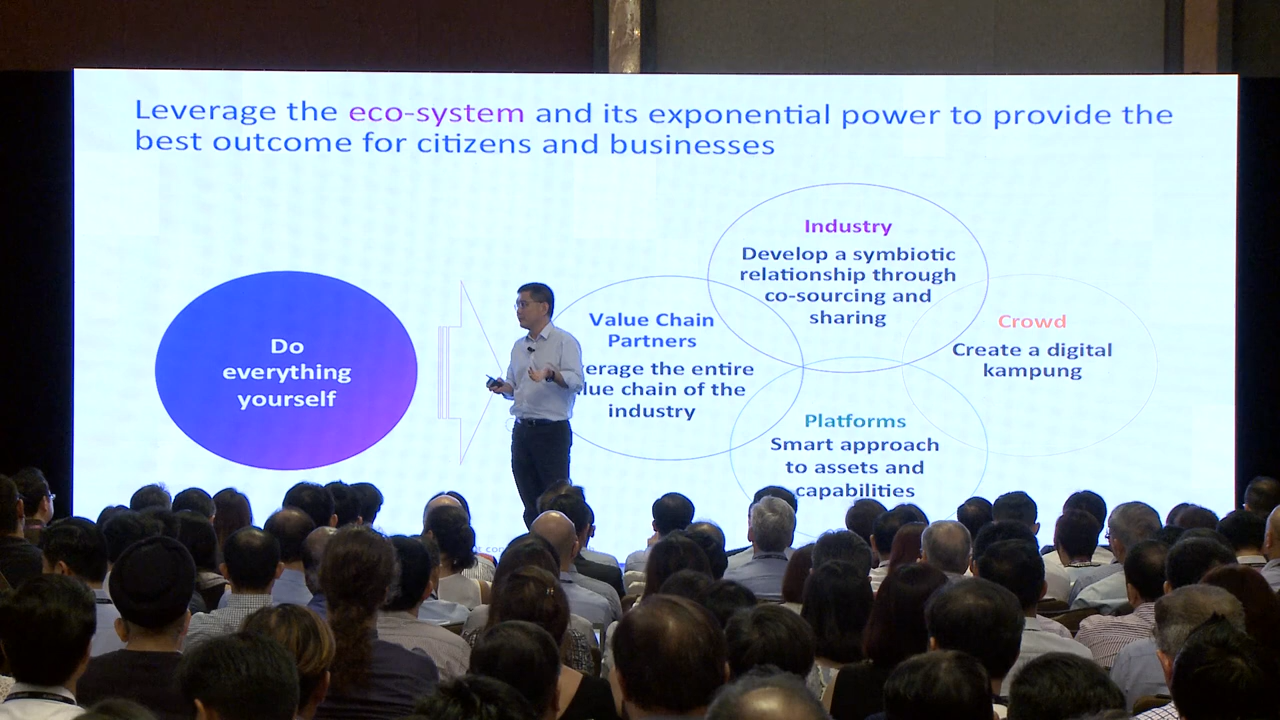 Leverage the eco-system and its exponential power to provide the
best outcome for citizens and businesses
Do
everything
yourself
Value Chain
Partners
erage the entire
lue chain of the
industry
Industry
Develop a symbiotic
relationship through
co-sourcing and
sharing
Platforms
Smart approach
to assets and
capabilities
Crowd
Create a digital
kampung